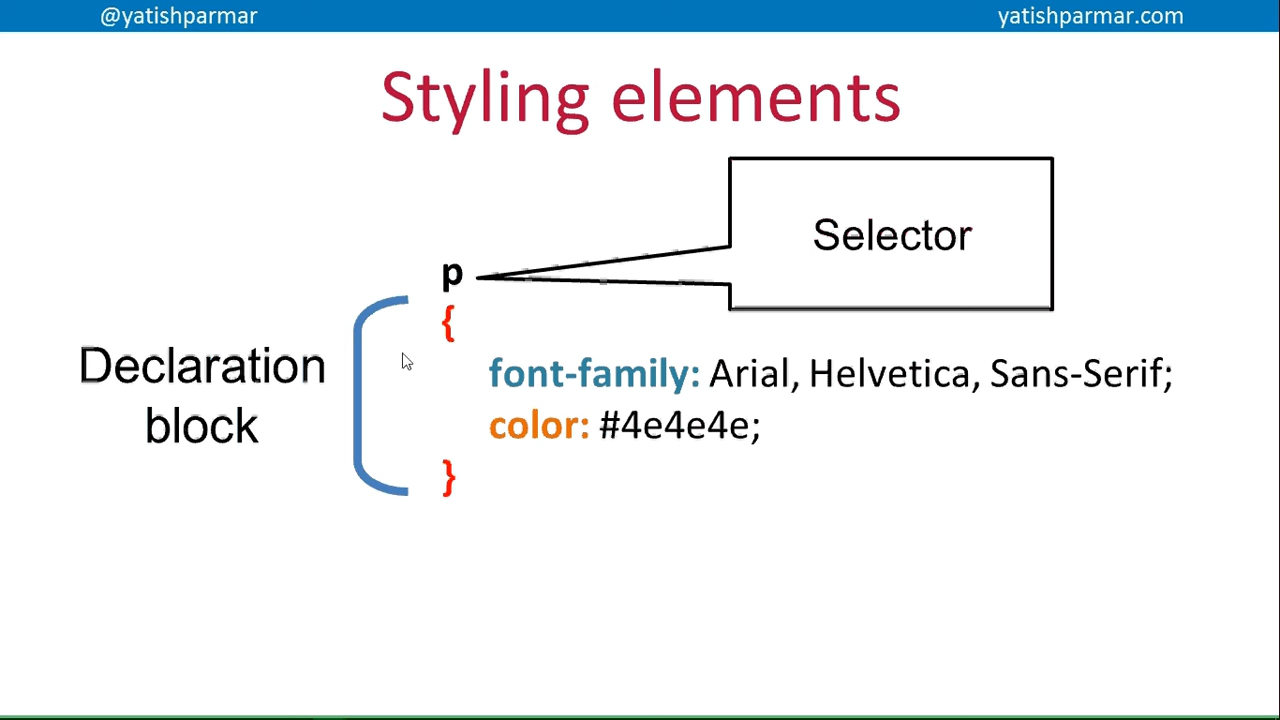 @yatishparmar
yatishparmar.com
Styling elements
Selector
p
{
Declaration
block
font-family: Arial, Helvetica, Sans-Serif;
color: #4e4e4e;
}